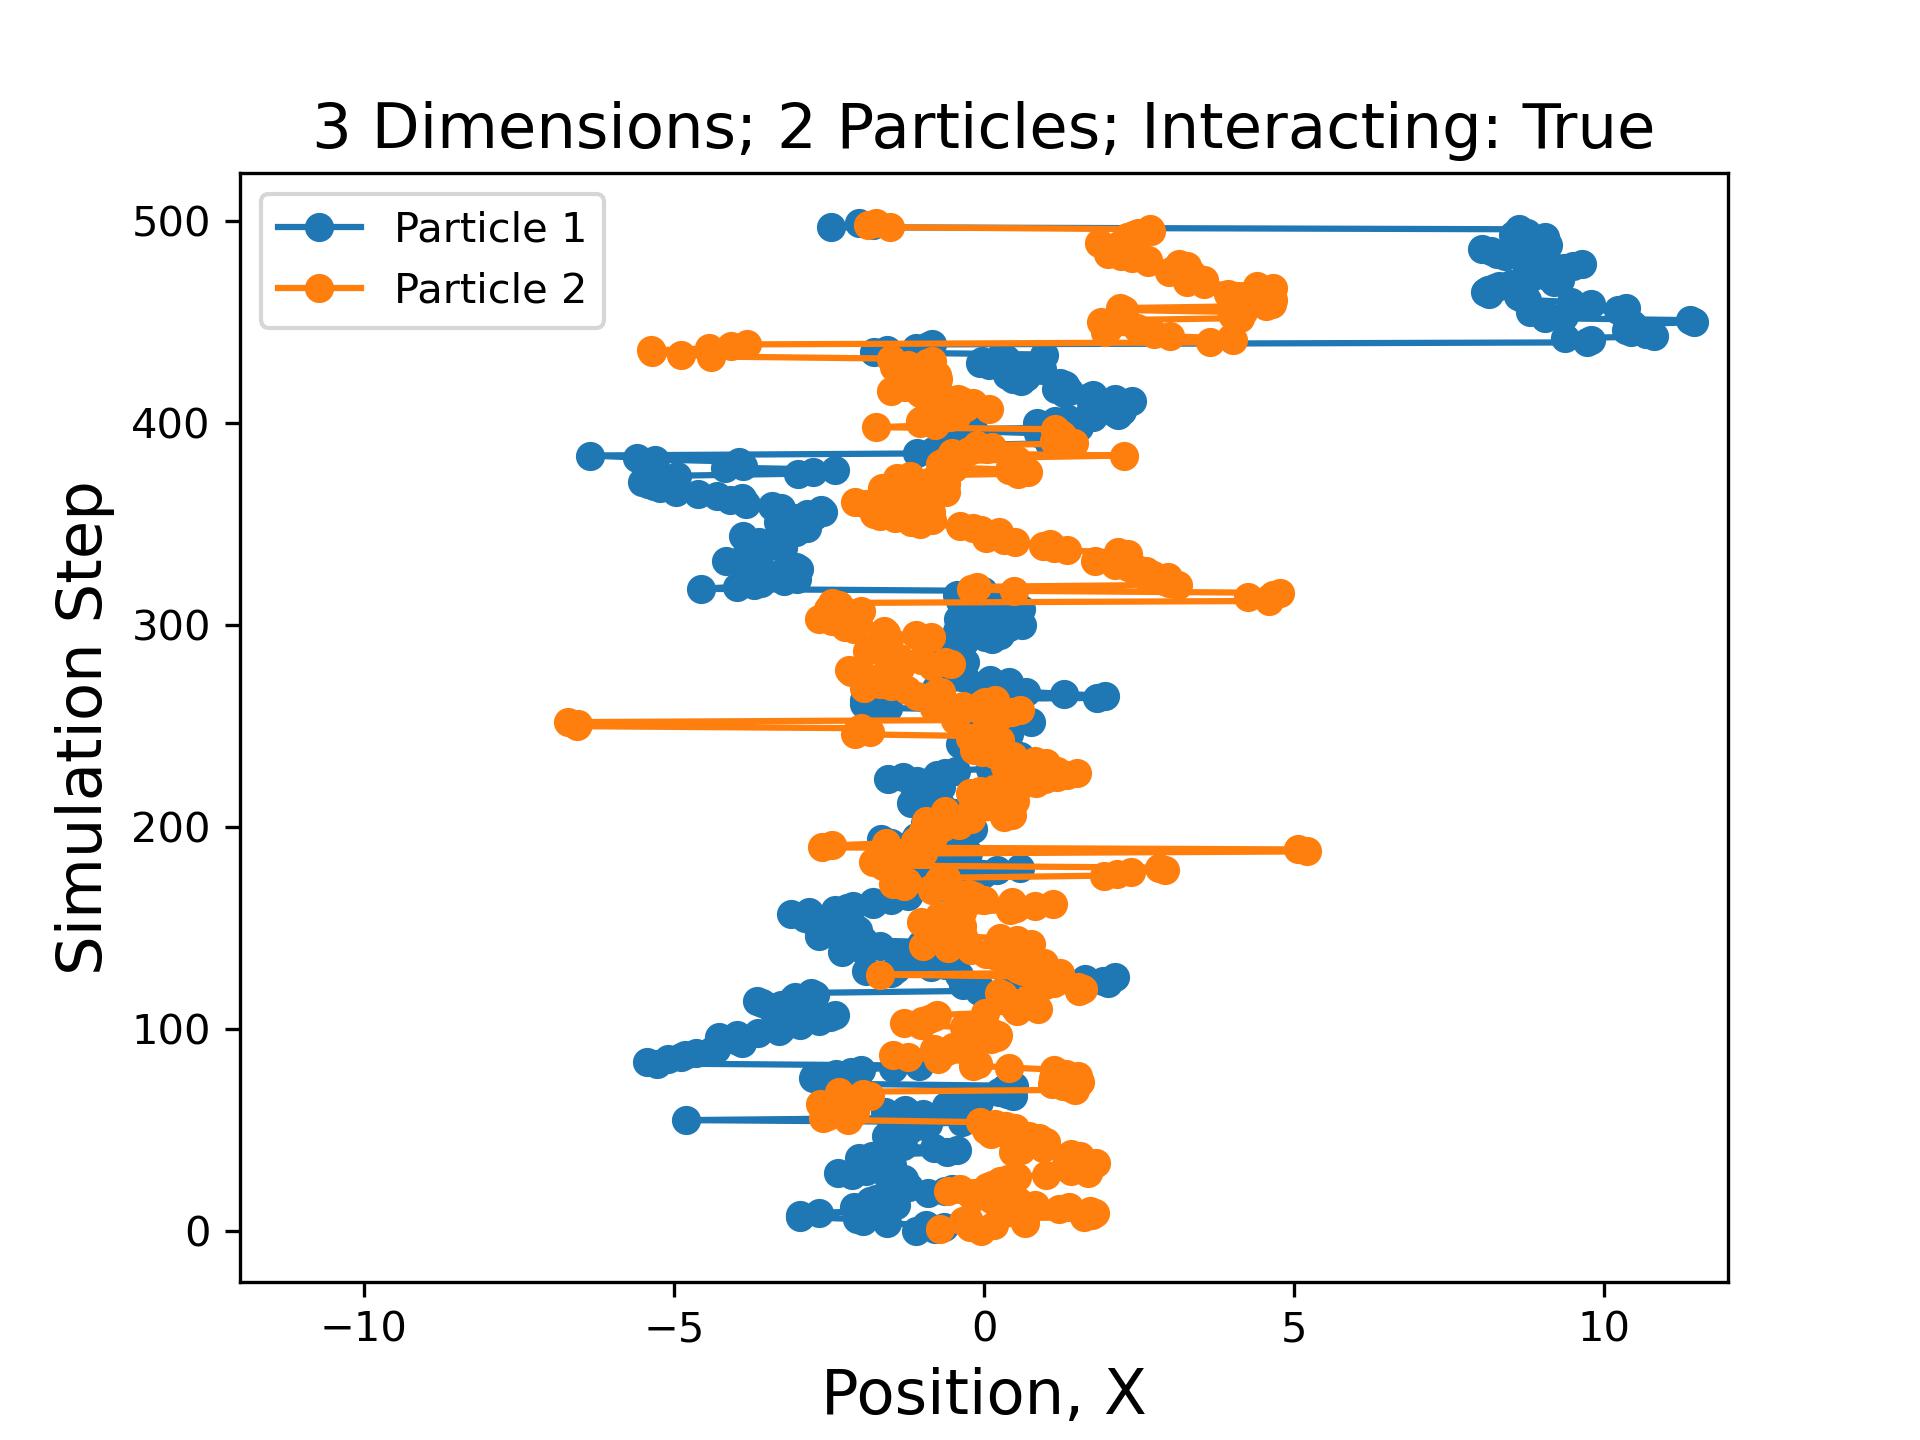 3 Dimensions; 2 Particles; Interacting: True
Particle 1
Particle 2
500
400
300
200
100
0
Simulation Step
−10
−5
0
5
10
Position, X